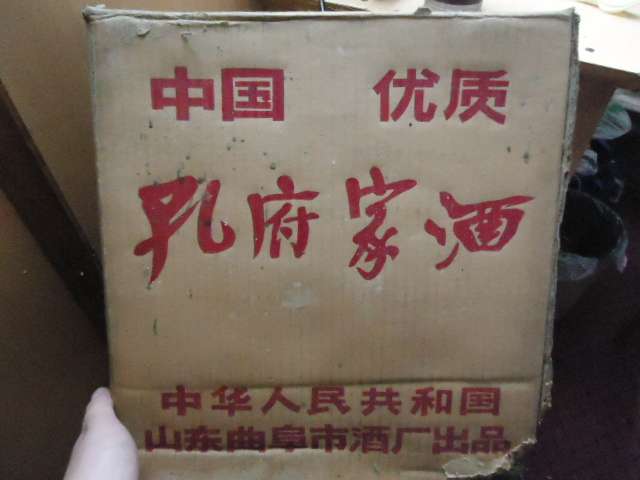 中国 优质
孔府家酒
中华人民共和国
山东曲阜市酒厂出品